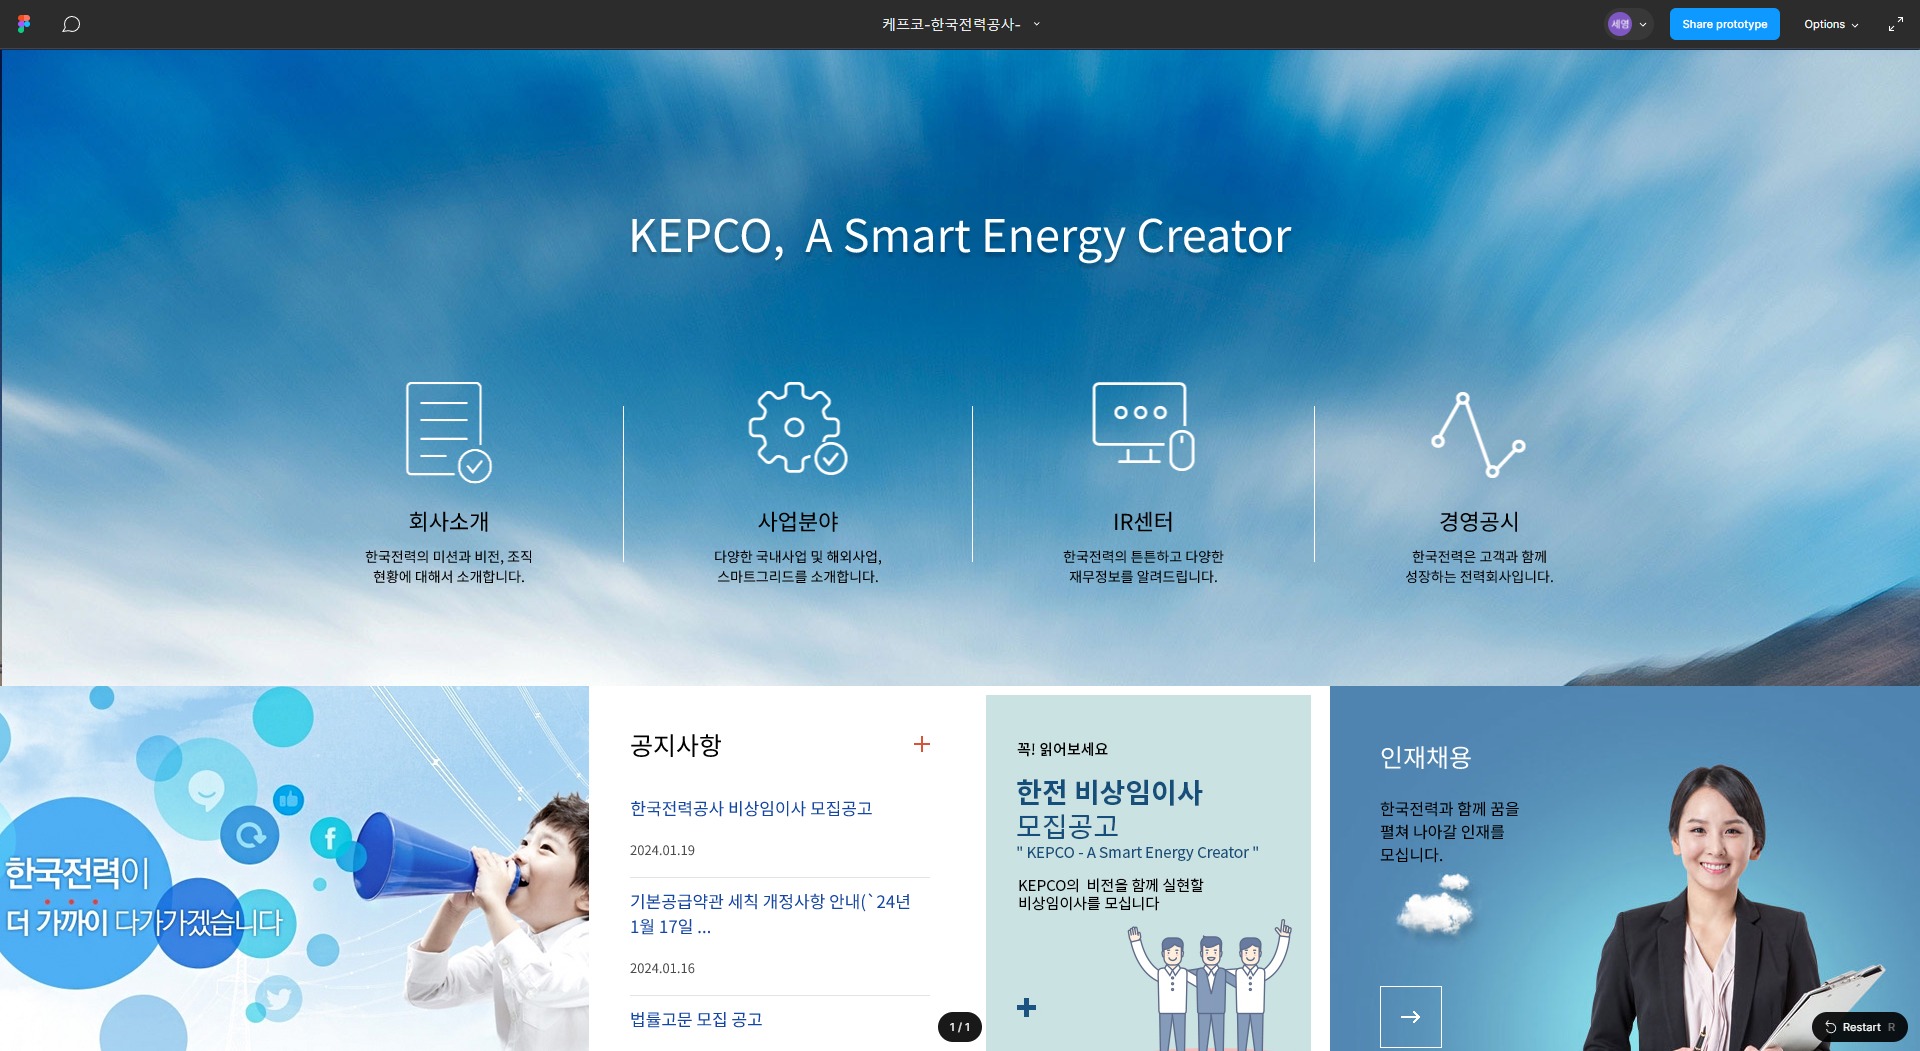 케프코-한국전력공사-
세영
Share prototype
Options
KEPCO, A Smart Energy Creator
회사소개
한국전력의 미션과 비전, 조직
현황에 대해서 소개합니다.
사업분야
다양한 국내사업 및 해외사업,
스마트그리드를 소개합니다.
IR센터
한국전력의 튼튼하고 다양한
재무정보를 알려드립니다.
경영공시
한국전력은 고객과 함께
성장하는 전력회사입니다.
f
한국전력이
더 가까이 다가가겠습니다
공지사항
한국전력공사 비상임이사 모집공고
2024.01.19
기본공급약관 세칙 개정사항 안내(`24년
1월 17일 ...
2024.01.16
법률고문 모집 공고
꼭! 읽어보세요
한전 비상임이사
모집공고
" KEPCO - A Smart Energy Creator "
KEPCO의 비전을 함께 실현할
비상임이사를 모십니다
인재채용
한국전력과 함께 꿈을
펼쳐 나아갈 인재를
모십니다.
1 / 1
Restart R